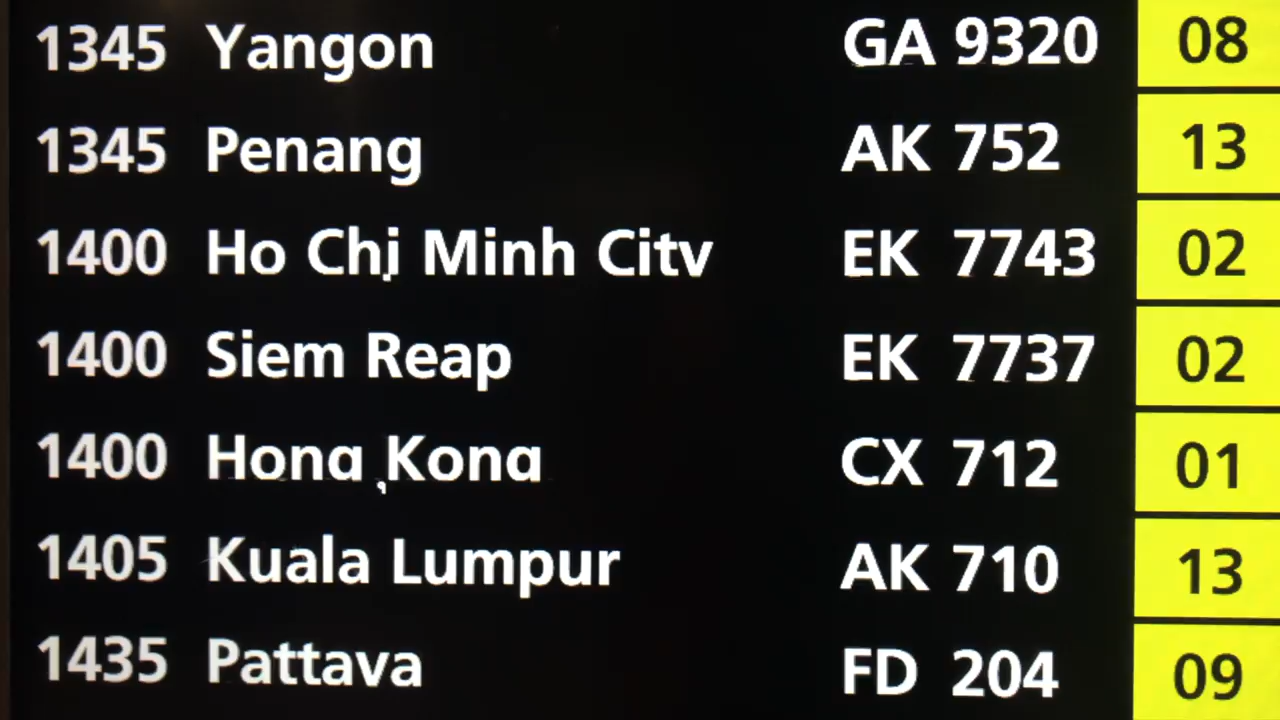 1345 Yangon GA 9320 08
1345 Penang AK 752 13
1400 Ho Chi Minh City EK 7743 02
1400 Siem Reap EK 7737 02
1400 Hong Kong CX 712 01
1405 Kuala Lumpur AK 710 13
1435 Pattaya FD 204 09